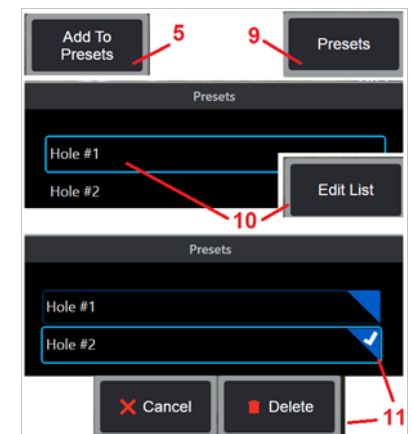 Add To
Presets
5
9
Presets
Presets
Hole #1
Hole #2
Edit List
10
Presets
Hole #1
Hole #2
Cancel
Delete
11